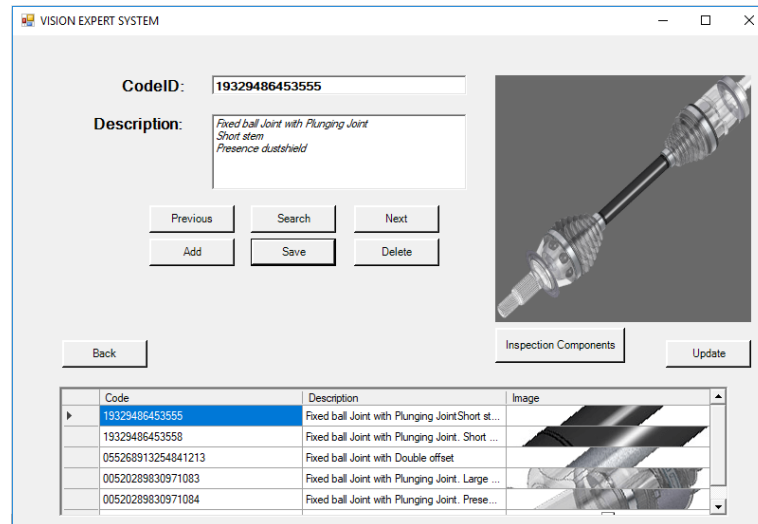 VISION EXPERT SYSTEM
CodeID:
19329486453555
Description:
Fixed ball Joint with Plunging Joint
Short stem
Presence dustshield
Previous
Search
Next
Add
Save
Delete
Inspection Components
Back
Update
Code Description Image
19329486453555 Fixed ball Joint with Plunging JointShort st...
19329486453558 Fixed ball Joint with Plunging Joint. Short ...
055268913254841213 Fixed ball Joint with Double offset
00520289830971083 Fixed ball Joint with Plunging Joint. Large ...
00520289830971084 Fixed ball Joint with Plunging Joint. Prese...